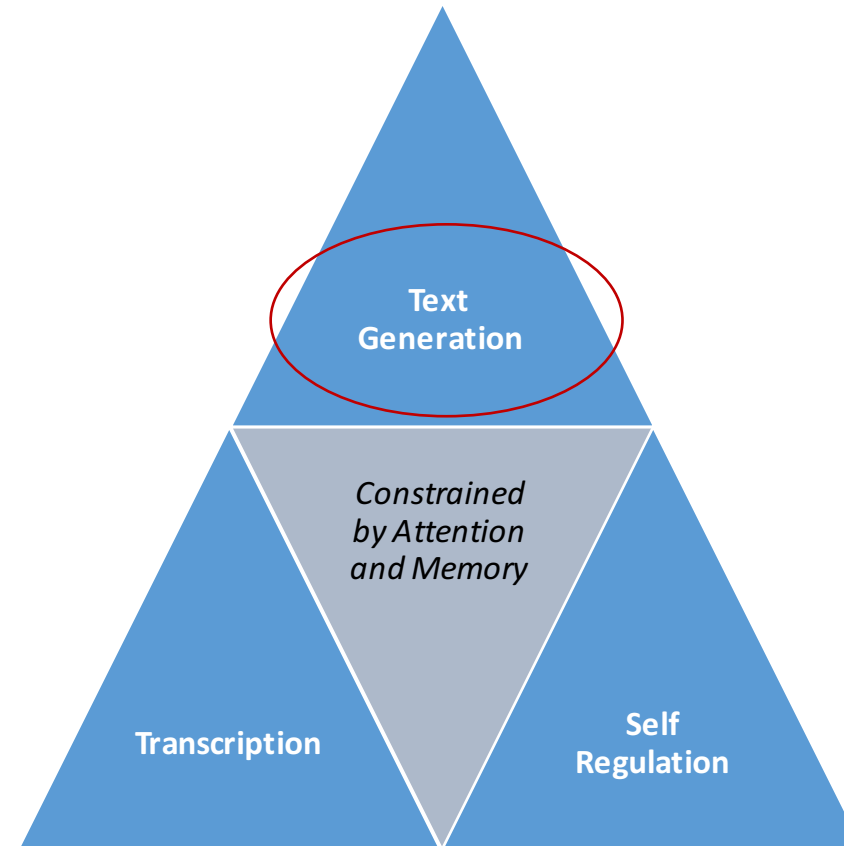 Text
Generation
Constrained
by Attention
and Memory
Transcription
Self
Regulation